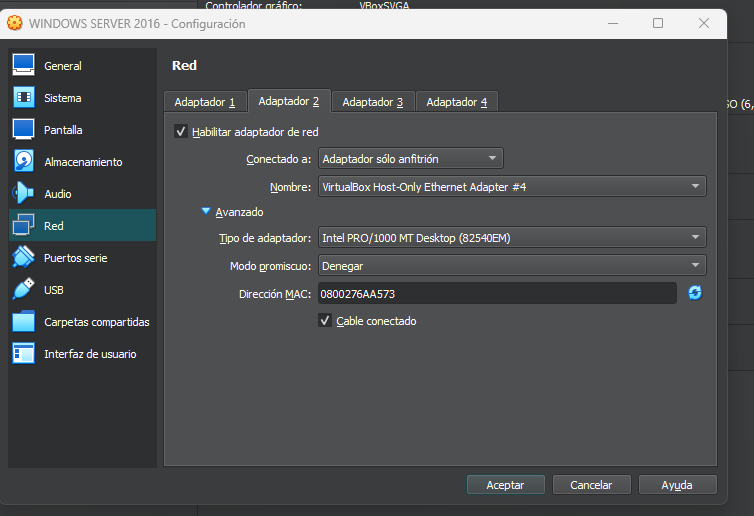 Controlador gráfico: VBoxSVGA
WINDOWS SERVER 2016 - Configuración
General
Sistema
Pantalla
Almacenamiento
Audio
Red
Puertos serie
USB
Carpetas compartidas
Interfaz de usuario
Red
Adaptador 1 Adaptador 2 Adaptador 3 Adaptador 4
Habilitar adaptador de red
Conectado a: Adaptador sólo anfitrión
Nombre: VirtualBox Host-Only Ethernet Adapter #4
Avanzado
Tipo de adaptador: Intel PRO/1000 MT Desktop (82540EM)
Modo promiscuo: Denegar
Dirección MAC: 0800276AA573
Cable conectado
Aceptar Cancelar Ayuda
SO (6,